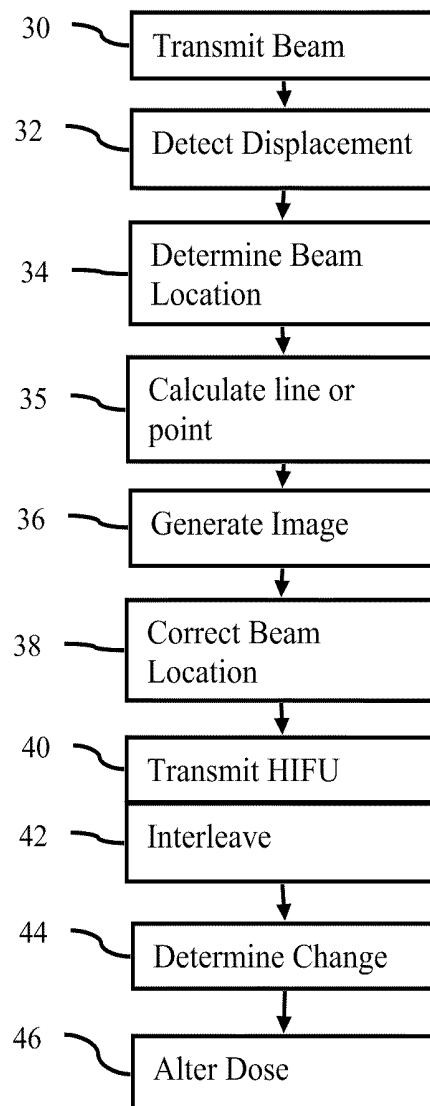 30 Transmit Beam
32 Detect Displacement
34 Determine Beam
Location
35 Calculate line or
point
36 Generate Image
38 Correct Beam
Location
40 Transmit HIFU
42 Interleave
44 Determine Change
46 Alter Dose